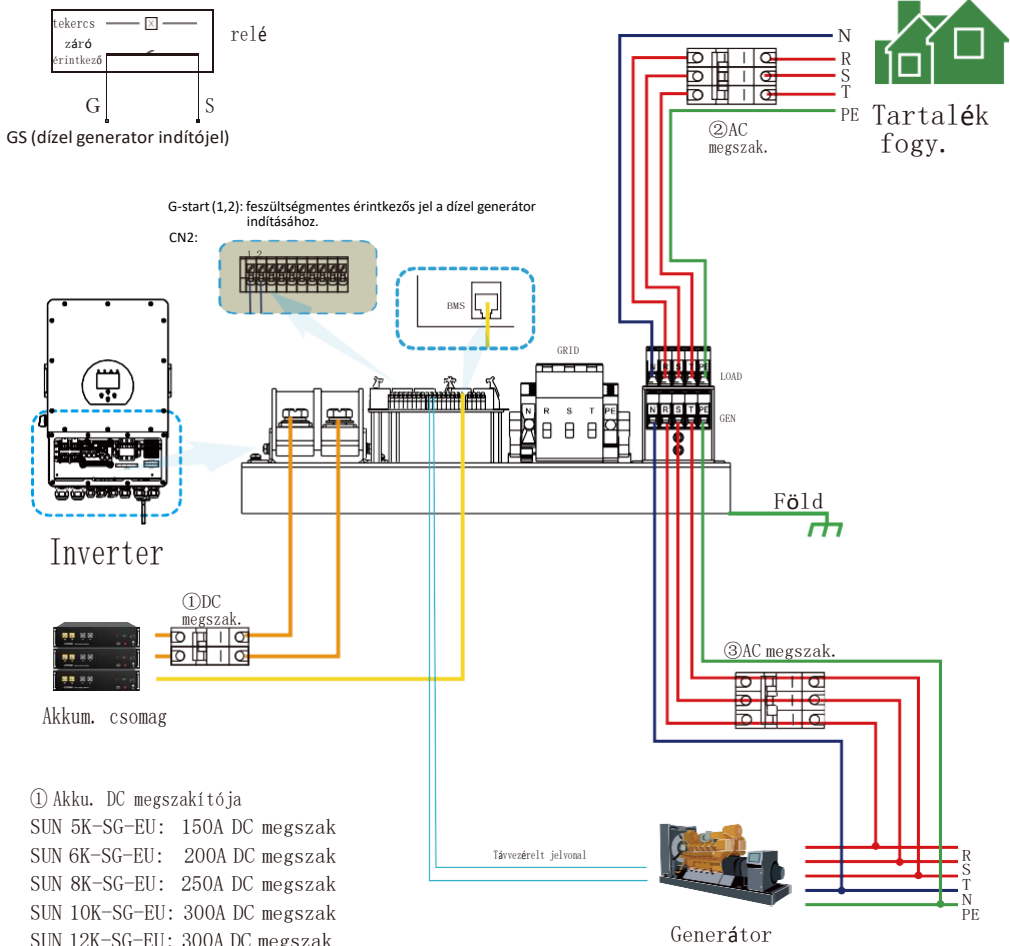 tekercs
záró
érintkező
relé
G
S
GS (dízel generator indítójel)
N
R
S
T
PE
Tartalék
fogy.
②AC
megszak.
G-start (1,2): feszültségmentes érintkezős jel a dízel generátor
indításához.
CN2:
1 2
BMS
GRID
N R S T PE
N R S T PE
LOAD
N R S T PE
GEN
Föld
Inverter
①DC
megszak.
③AC megszak.
Akkum. csomag
① Akku. DC megszakítója
SUN 5K-SG-EU: 150A DC megszak
SUN 6K-SG-EU: 200A DC megszak
SUN 8K-SG-EU: 250A DC megszak
SUN 10K-SG-EU: 300A DC megszak
SUN 12K-SG-EU: 300A DC megszak
Távvezérelt jelvonal
R
S
T
N
PE
Generátor